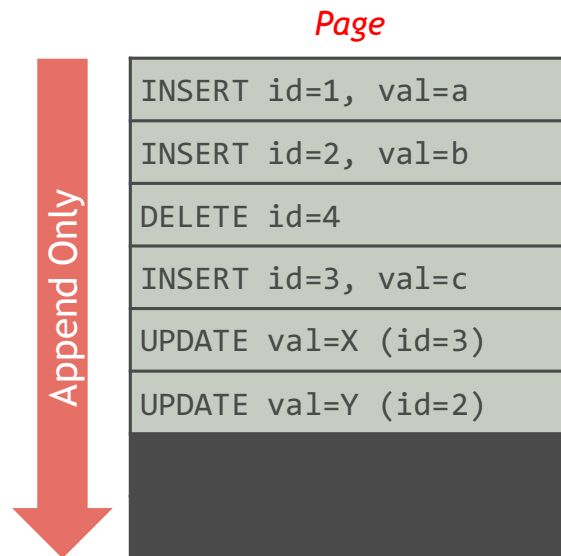 Page
INSERT id=1, val=a
INSERT id=2, val=b
DELETE id=4
INSERT id=3, val=c
UPDATE val=X (id=3)
UPDATE val=Y (id=2)
Append Only